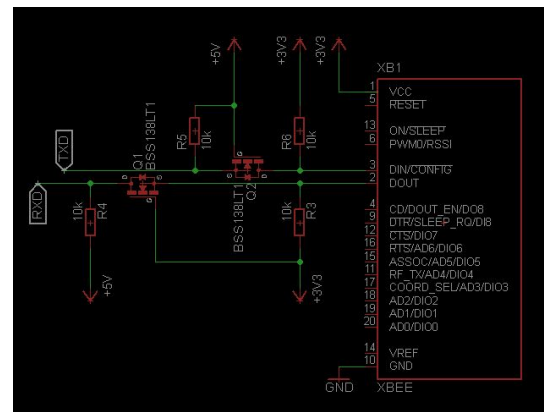 +5V
+3V3
+3V3
XB1
1
VCC
5
RESET
13
ON/SLEEP
6
PWM0/RSSI
R5
10k
R6
10k
TXD
Q1
BSS138LT1
3
DIN/CONFIG
2
DOUT
RXD
10k
R4
BSS138LT1
Q2
10k
R3
4
CD/DOUT_EN/DO8
9
DTR/SLEEP_RQ/DI8
12
CTS/DIO7
16
RTS/AD6/DIO6
15
ASSOC/AD5/DIO5
11
RF_TX/AD4/DIO4
17
COORD_SEL/AD3/DIO3
18
AD2/DIO2
19
AD1/DIO1
20
AD0/DIO0
+5V
+3V3
14
VREF
10
GND
GND
XBEE